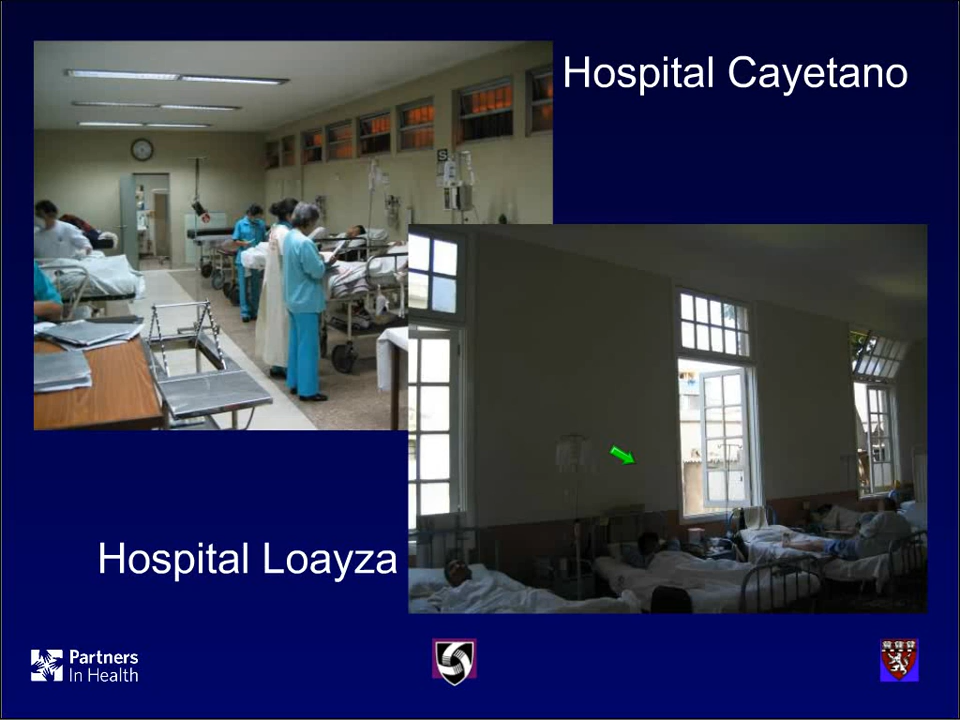 Hospital Cayetano
S
Hospital Loayza
Partners
In Health